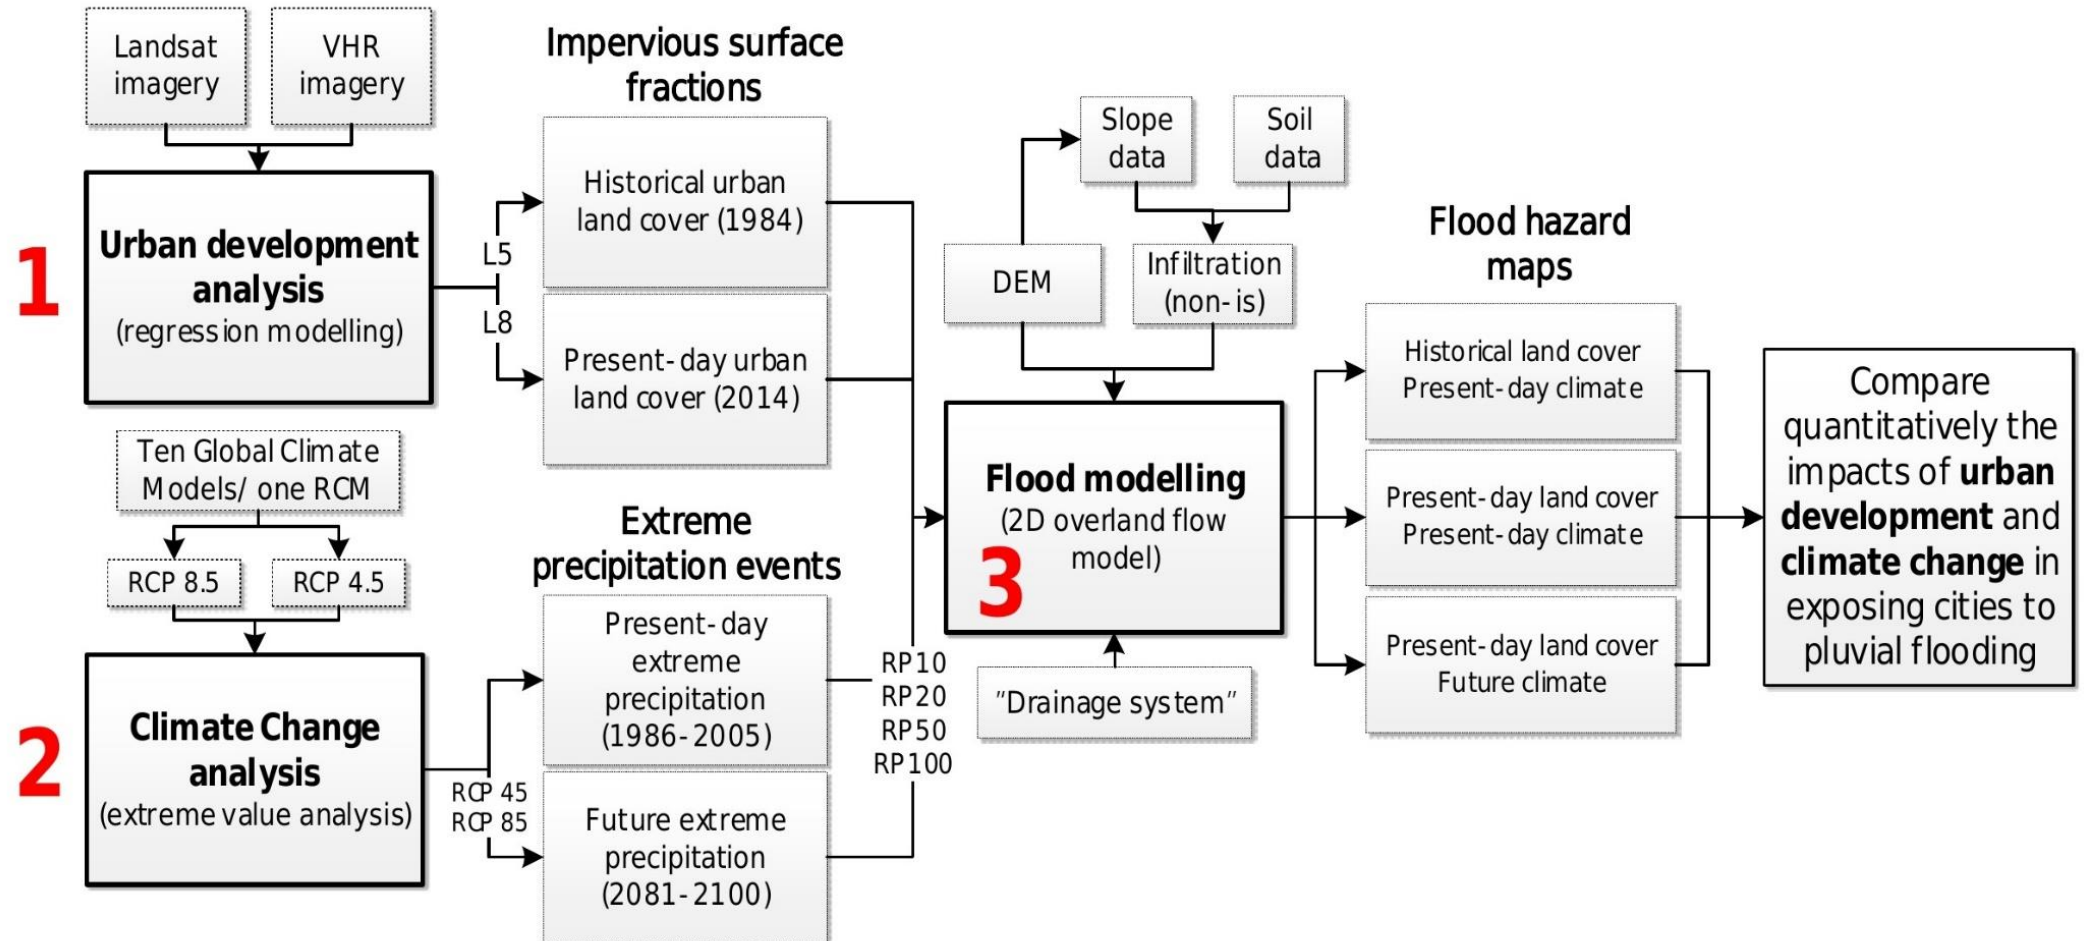 Landsat
imagery
VHR
imagery
1
Urban development
analysis
(regression modelling)
L5
L8
Impervious surface
fractions
Historical urban
land cover (1984)
Present-day urban
land cover (2014)
Ten Global Climate
Models/ one RCM
RCP 8.5
RCP 4.5
2
Climate Change
analysis
(extreme value analysis)
RCP 45
RCP 85
Extreme
precipitation events
Present-day
extreme
precipitation
(1986-2005)
Future extreme
precipitation
(2081-2100)
RP10
RP20
RP50
RP100
Slope
data
Soil
data
DEM
Infiltration
(non-is)
Flood modelling
(2D overland flow
model)
3
"Drainage system"
Flood hazard
maps
Historical land cover
Present-day climate
Present-day land cover
Present-day climate
Present-day land cover
Future climate
Compare
quantitatively the
impacts of urban
development and
climate change in
exposing cities to
pluvial flooding